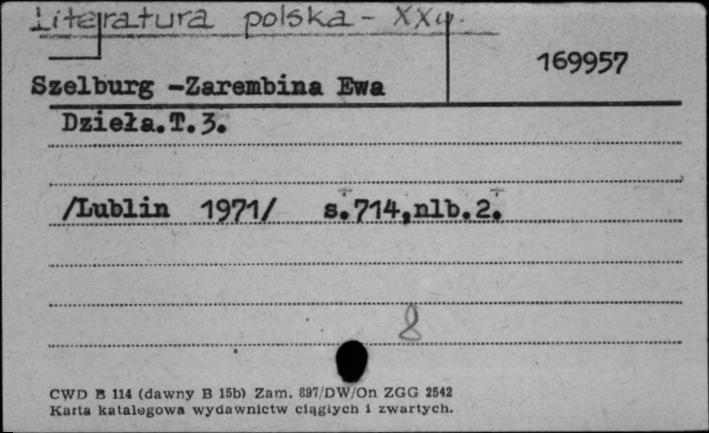 Literatura polska - XX w.
169957
Szelburg -Zarembina Ewa
Dzieła.T.3.
/Lublin 1971/ s.714,nlb.2.
8
CWD B 114 (dawny B 15b) Zam. 897/DW/On ZGG 2542
Karta katalogowa wydawnictw ciągłych i zwartych.